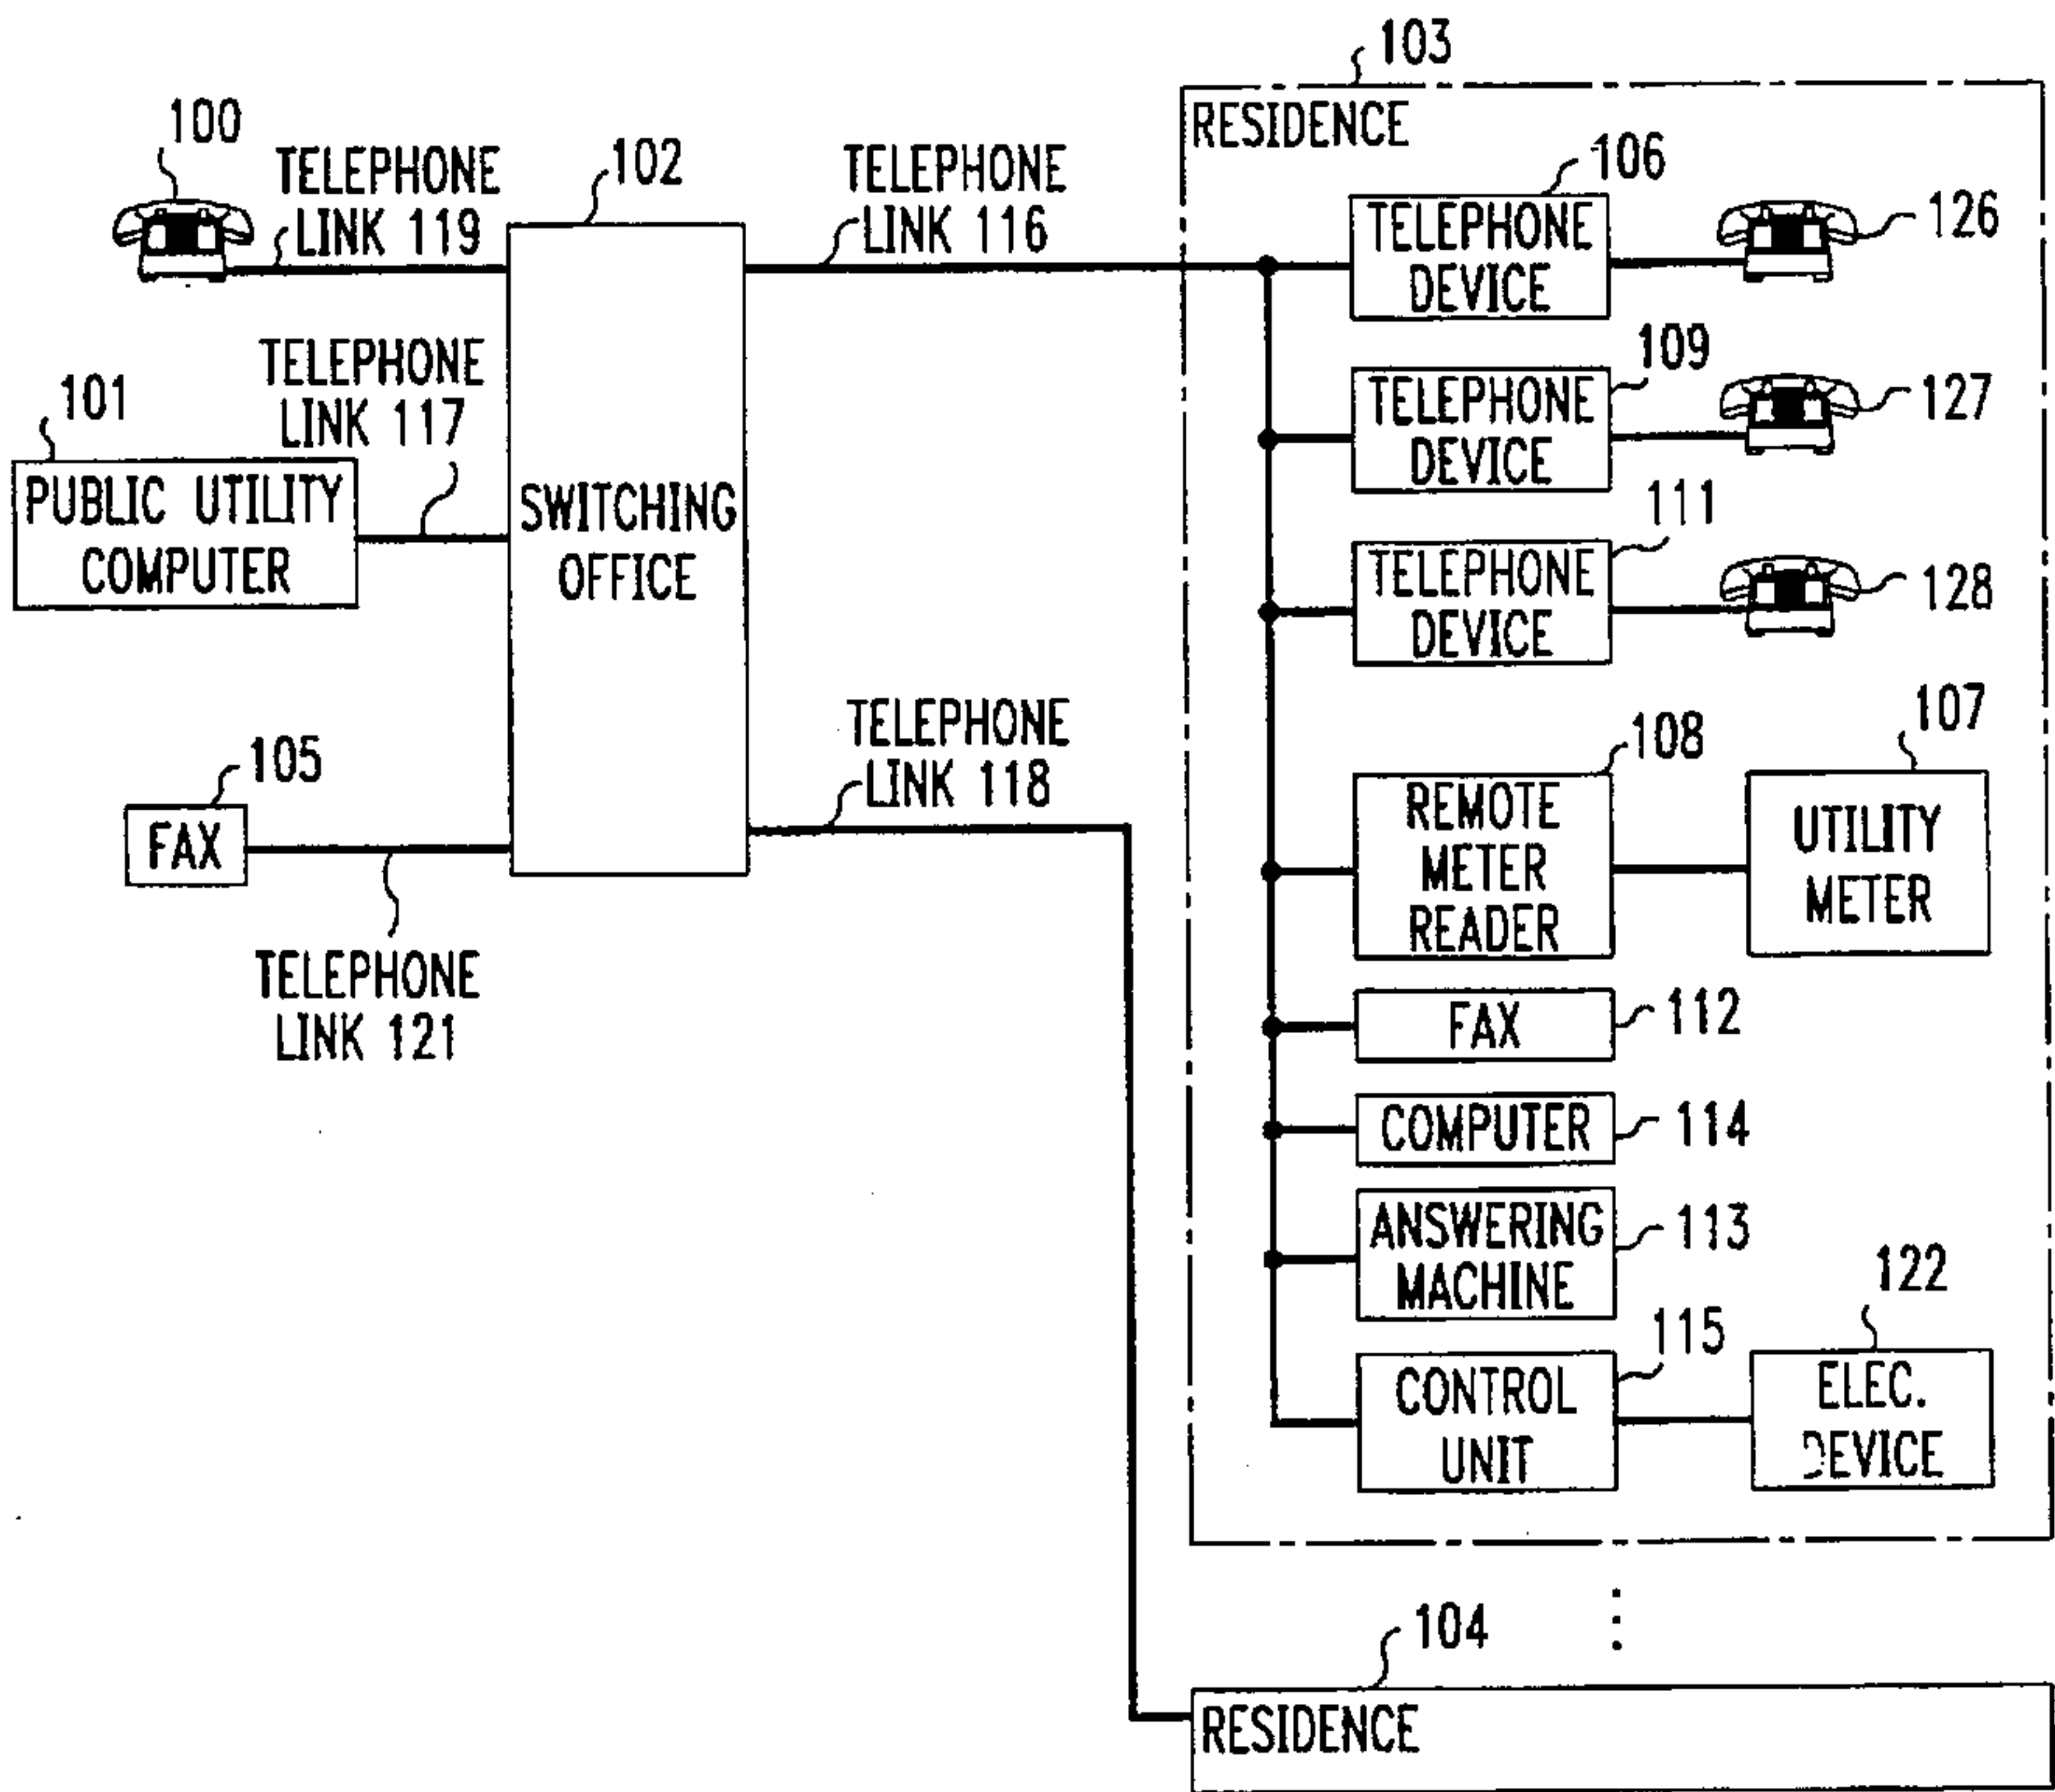 103
RESIDENCE
100
TELEPHONE
LINK 119
102
TELEPHONE
LINK 116
106
TELEPHONE
DEVICE
126
101
PUBLIC UTILITY
COMPUTER
TELEPHONE
LINK 117
SWITCHING
OFFICE
109
TELEPHONE
DEVICE
127
111
TELEPHONE
DEVICE
128
105
FAX
TELEPHONE
LINK 121
TELEPHONE
LINK 118
108
REMOTE
METER
READER
107
UTILITY
METER
FAX
112
COMPUTER
114
ANSWERING
MACHINE
113
115
CONTROL
UNIT
122
ELEC.
DEVICE
104
RESIDENCE